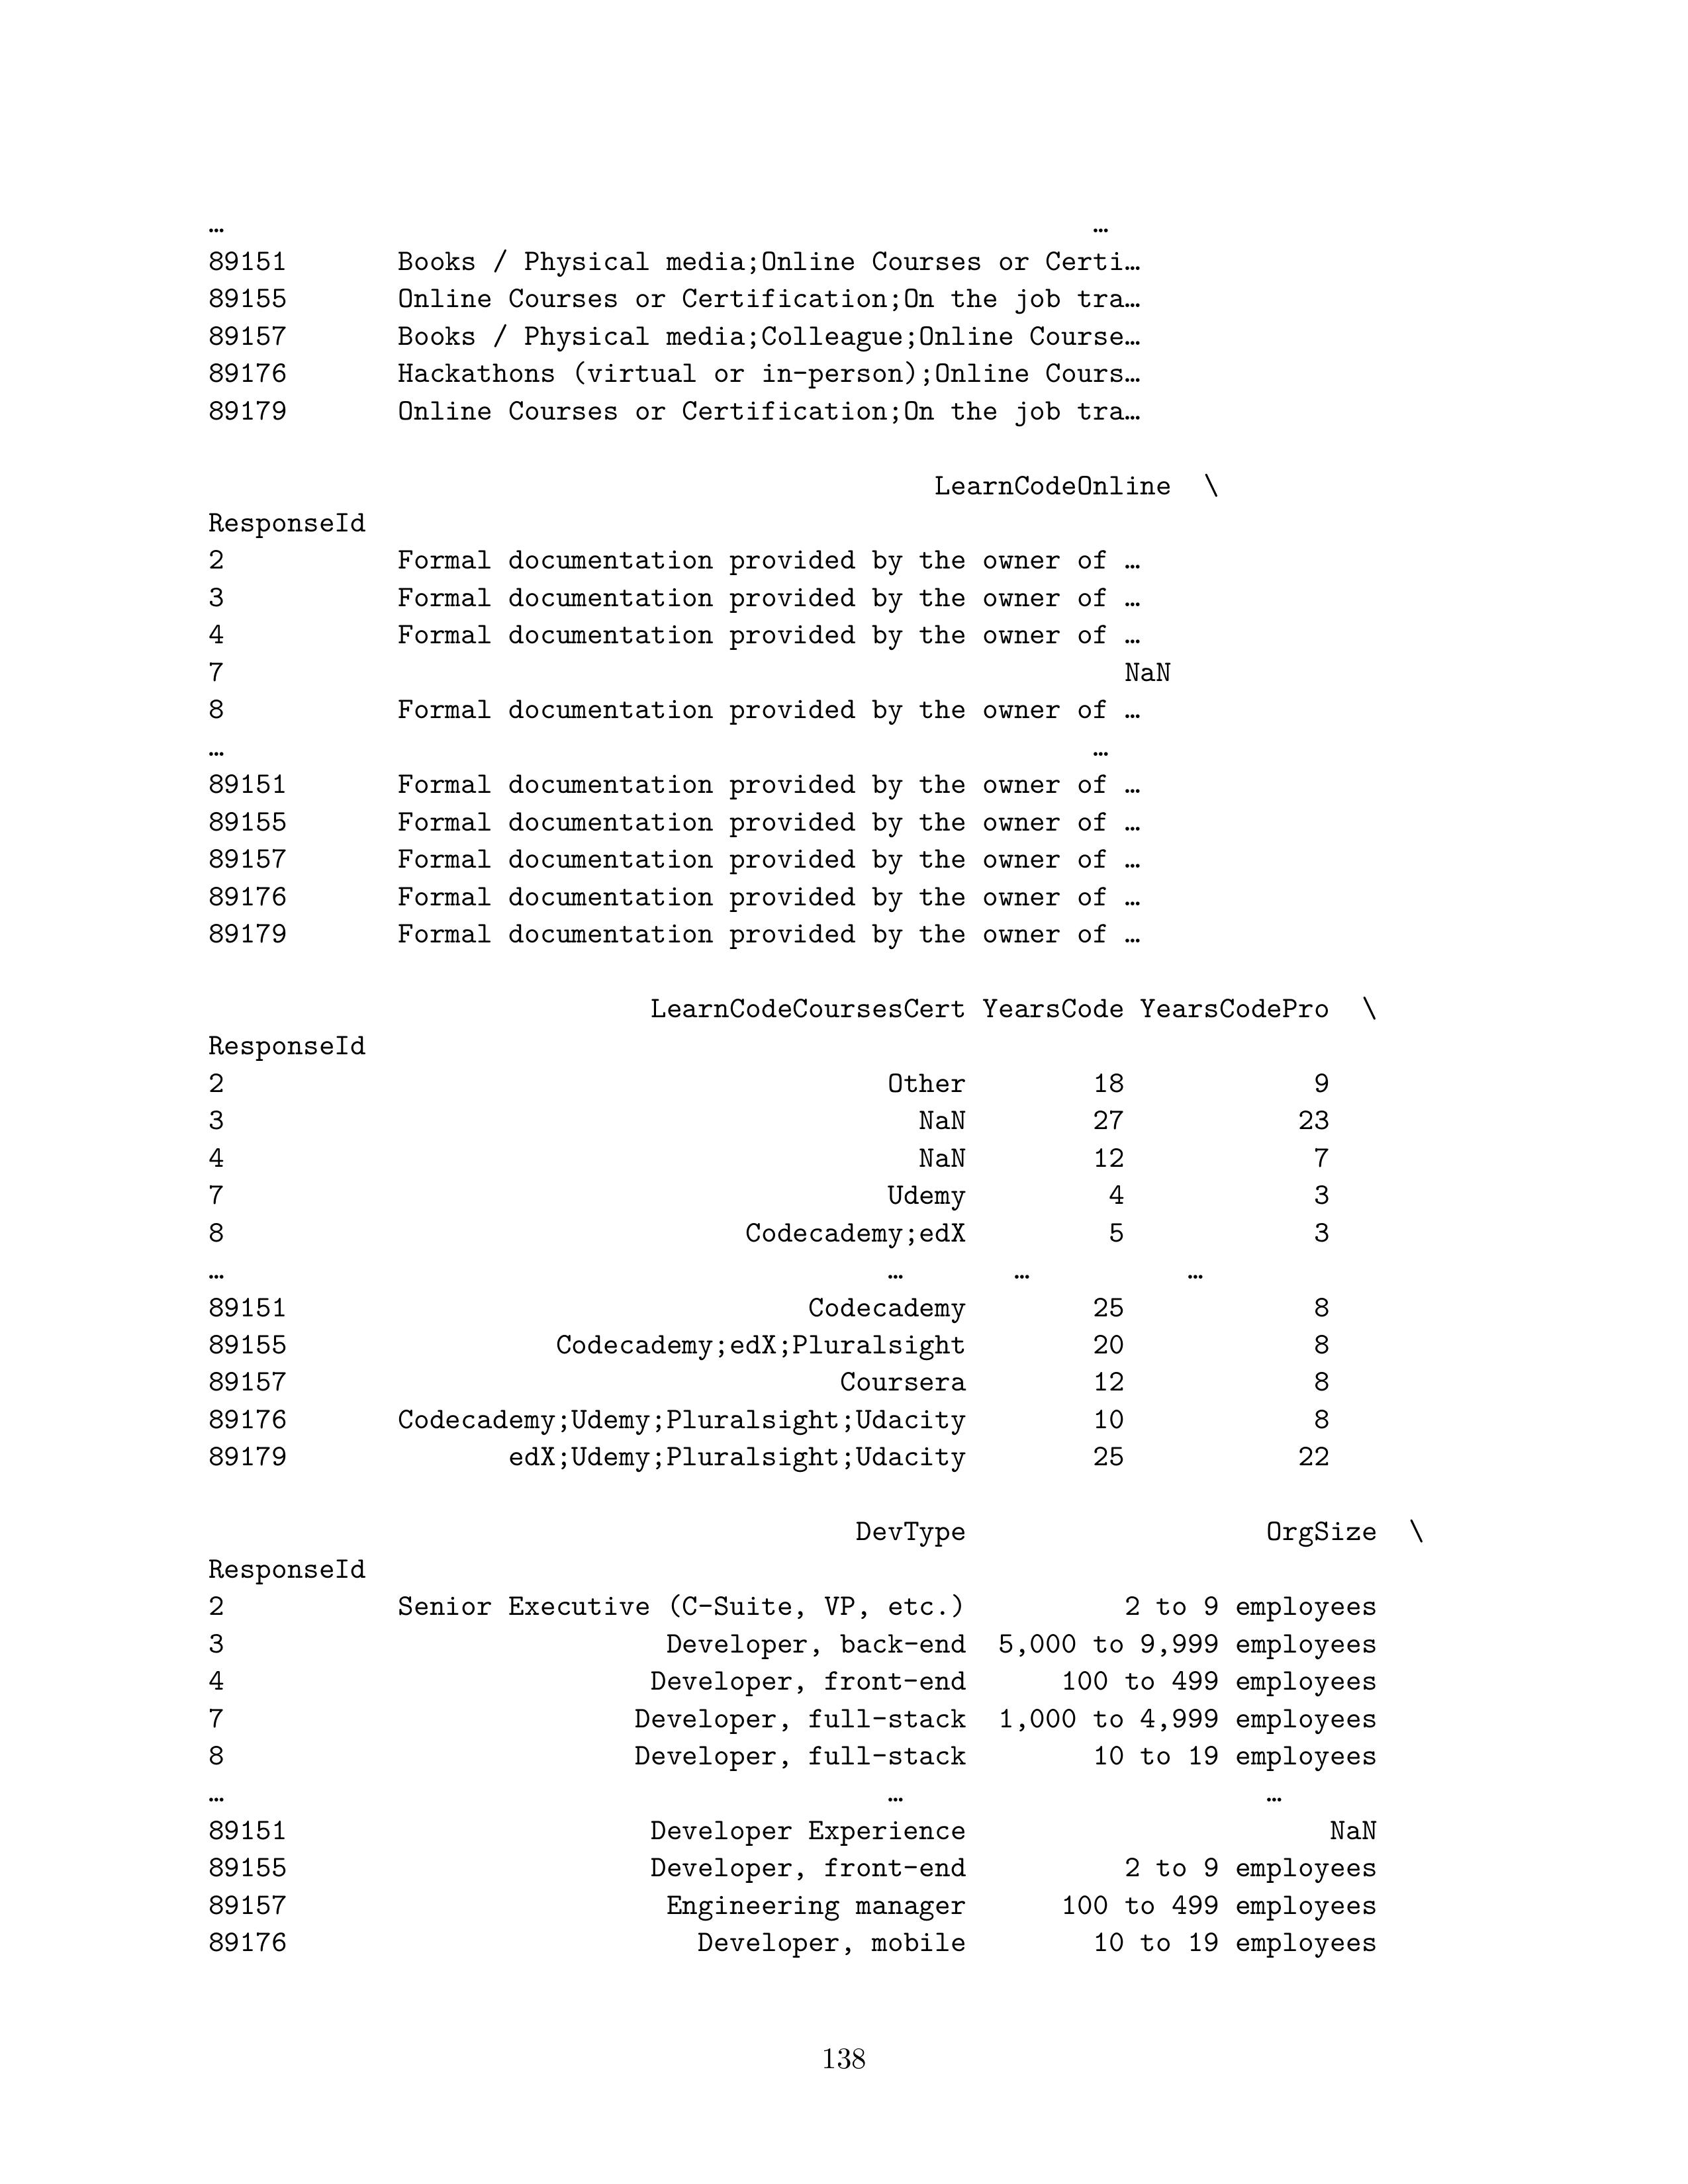 … …
89151 Books / Physical media;Online Courses or Certi…
89155 Online Courses or Certification;On the job tra…
89157 Books / Physical media;Colleague;Online Course…
89176 Hackathons (virtual or in-person);Online Cours…
89179 Online Courses or Certification;On the job tra…
LearnCodeOnline \
ResponseId
2 Formal documentation provided by the owner of …
3 Formal documentation provided by the owner of …
4 Formal documentation provided by the owner of …
7 NaN
8 Formal documentation provided by the owner of …
… …
89151 Formal documentation provided by the owner of …
89155 Formal documentation provided by the owner of …
89157 Formal documentation provided by the owner of …
89176 Formal documentation provided by the owner of …
89179 Formal documentation provided by the owner of …
LearnCodeCoursesCert YearsCode YearsCodePro \
ResponseId
2 Other 18 9
3 NaN 27 23
4 NaN 12 7
7 Udemy 4 3
8 Codecademy;edX 5 3
… … … …
89151 Codecademy 25 8
89155 Codecademy;edX;Pluralsight 20 8
89157 Coursera 12 8
89176 Codecademy;Udemy;Pluralsight;Udacity 10 8
89179 edX;Udemy;Pluralsight;Udacity 25 22
DevType OrgSize \
ResponseId
2 Senior Executive (C-Suite, VP, etc.) 2 to 9 employees
3 Developer, back-end 5,000 to 9,999 employees
4 Developer, front-end 100 to 499 employees
7 Developer, full-stack 1,000 to 4,999 employees
8 Developer, full-stack 10 to 19 employees
… … …
89151 Developer Experience NaN
89155 Developer, front-end 2 to 9 employees
89157 Engineering manager 100 to 499 employees
89176 Developer, mobile 10 to 19 employees
138